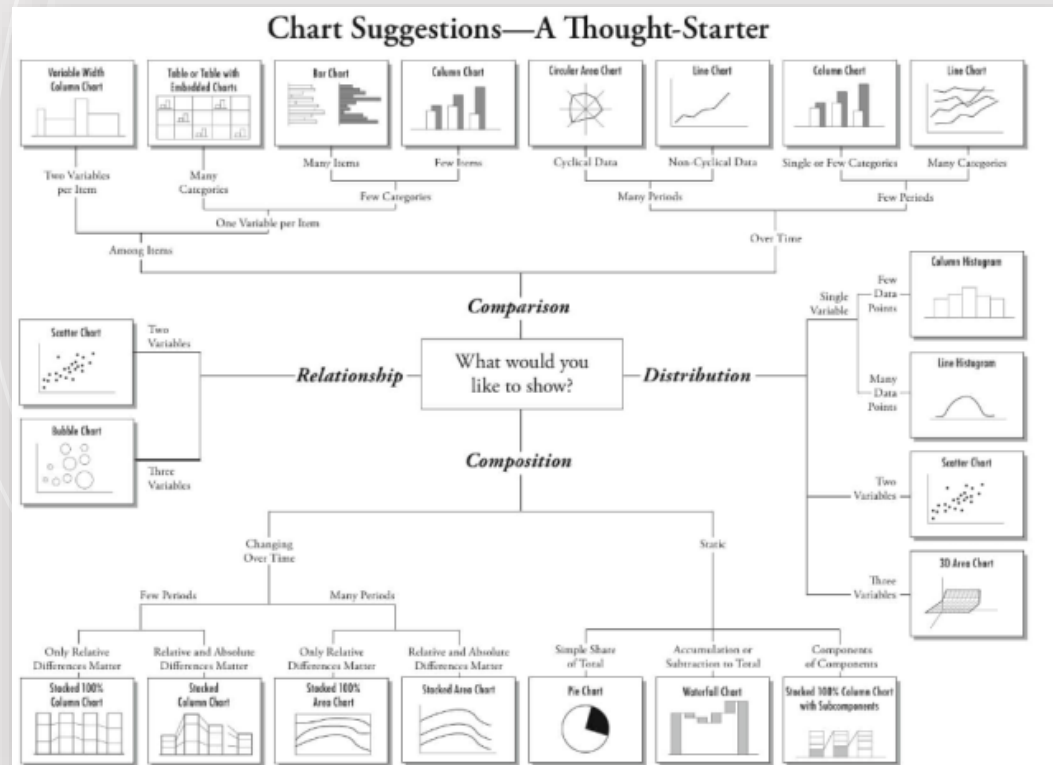 Chart Suggestions—A Thought-Starter
Variable Width
Column Chart
Table or Table with
Embedded Charts
Bar Chart
Column Chart
Circular Area Chart
Line Chart
Column Chart
Line Chart
Two Variables
per Item
Many
Categories
Many Items
Few Items
Cyclical Data
Non-Cyclical Data
Single or Few Categories
Many Categories
Few Categories
Many Periods
Few Periods
One Variable per Item
Among Items
Over Time
Comparison
What would you
like to show?
Relationship
Two
Variables
Scatter Chart
Three
Variables
Bubble Chart
Distribution
Single
Variable
Few
Data
Points
Column Histogram
Many
Data
Points
Line Histogram
Two
Variables
Scatter Chart
Three
Variables
3D Area Chart
Composition
Changing
Over Time
Static
Few Periods
Many Periods
Only Relative
Differences Matter
Relative and Absolute
Differences Matter
Only Relative
Differences Matter
Relative and Absolute
Differences Matter
Simple Share
of Total
Accumulation or
Subtraction to Total
Components
of Components
Stacked 100%
Column Chart
Stacked
Column Chart
Stacked 100%
Area Chart
Stacked Area Chart
Pie Chart
Waterfall Chart
Stacked 100% Column Chart
with Subcomponents